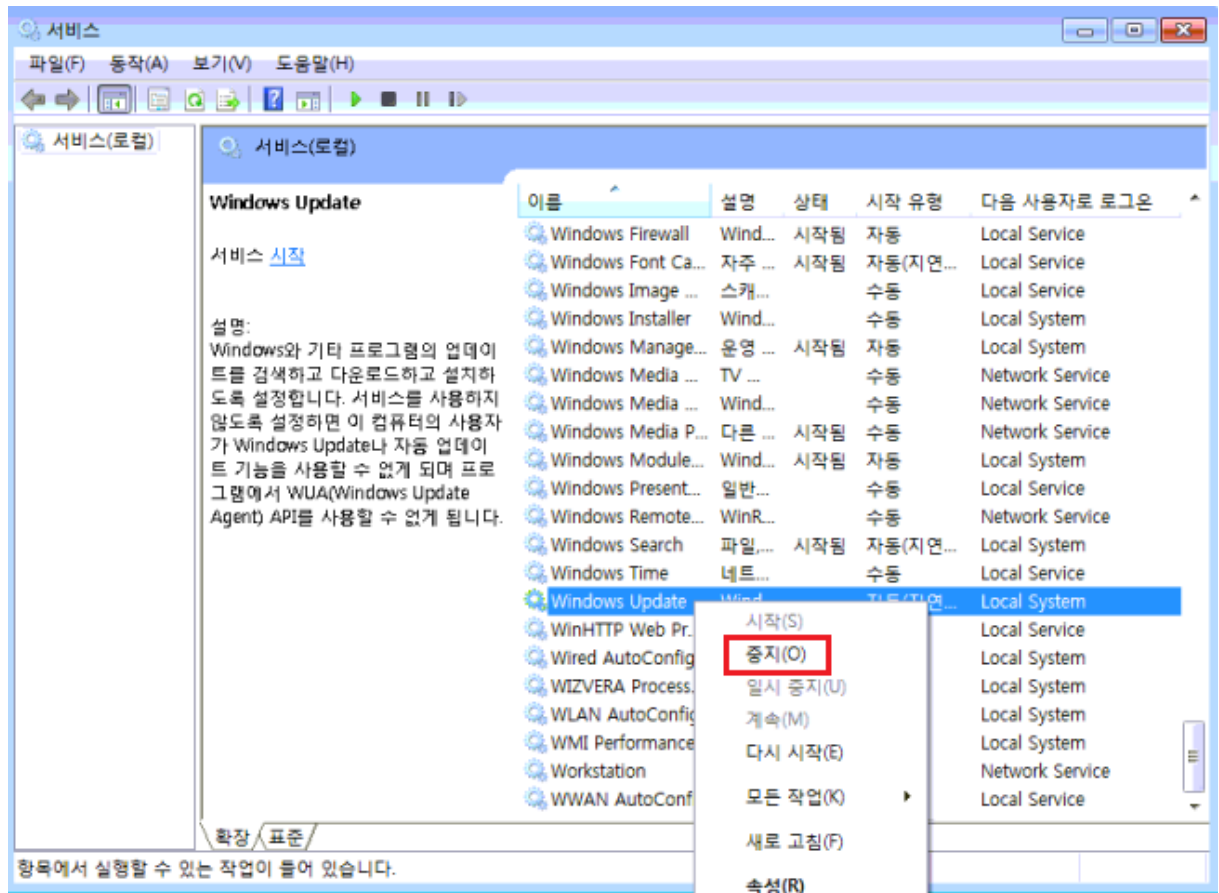 서비스
파일(F) 동작(A) 보기(V) 도움말(H)
서비스(로컬)
서비스(로컬)
Windows Update
서비스 시작
설명:
Windows와 기타 프로그램의 업데이
트를 검색하고 다운로드하고 설치하
도록 설정합니다. 서비스를 사용하지
않도록 설정하면 이 컴퓨터의 사용자
가 Windows Update나 자동 업데이
트 기능을 사용할 수 없게 되며 프로
그램에서 WUA(Windows Update
Agent) API를 사용할 수 없게 됩니다.
이름 설명 상태 시작 유형 다음 사용자로 로그온
Windows Firewall Wind... 시작됨 자동 Local Service
Windows Font Ca... 자주 ... 시작됨 자동(지연... Local Service
Windows Image ... 스캐... 수동 Local Service
Windows Installer Wind... 수동 Local System
Windows Manage... 운영 ... 시작됨 자동 Local System
Windows Media ... TV ... 수동 Network Service
Windows Media ... Wind... 수동 Network Service
Windows Media P... 다른 ... 시작됨 수동 Network Service
Windows Module... Wind... 시작됨 자동 Local System
Windows Present... 일반... 수동 Local Service
Windows Remote... WinR... 수동 Network Service
Windows Search 파일,... 시작됨 자동(지연... Local System
Windows Time 네트... 수동 Local Service
Windows Update Local System
WinHTTP Web Pr.. Local Service
Wired AutoConfig Local System
WIZVERA Process. Local System
WLAN AutoConfig Local System
WMI Performance Local System
Workstation Network Service
WWAN AutoConf Local Service
시작(S)
중지(O)
일시 중지(U)
계속(M)
다시 시작(E)
모든 작업(K)
새로 고침(F)
속성(R)
확장 표준
항목에서 실행할 수 있는 작업이 들어 있습니다.